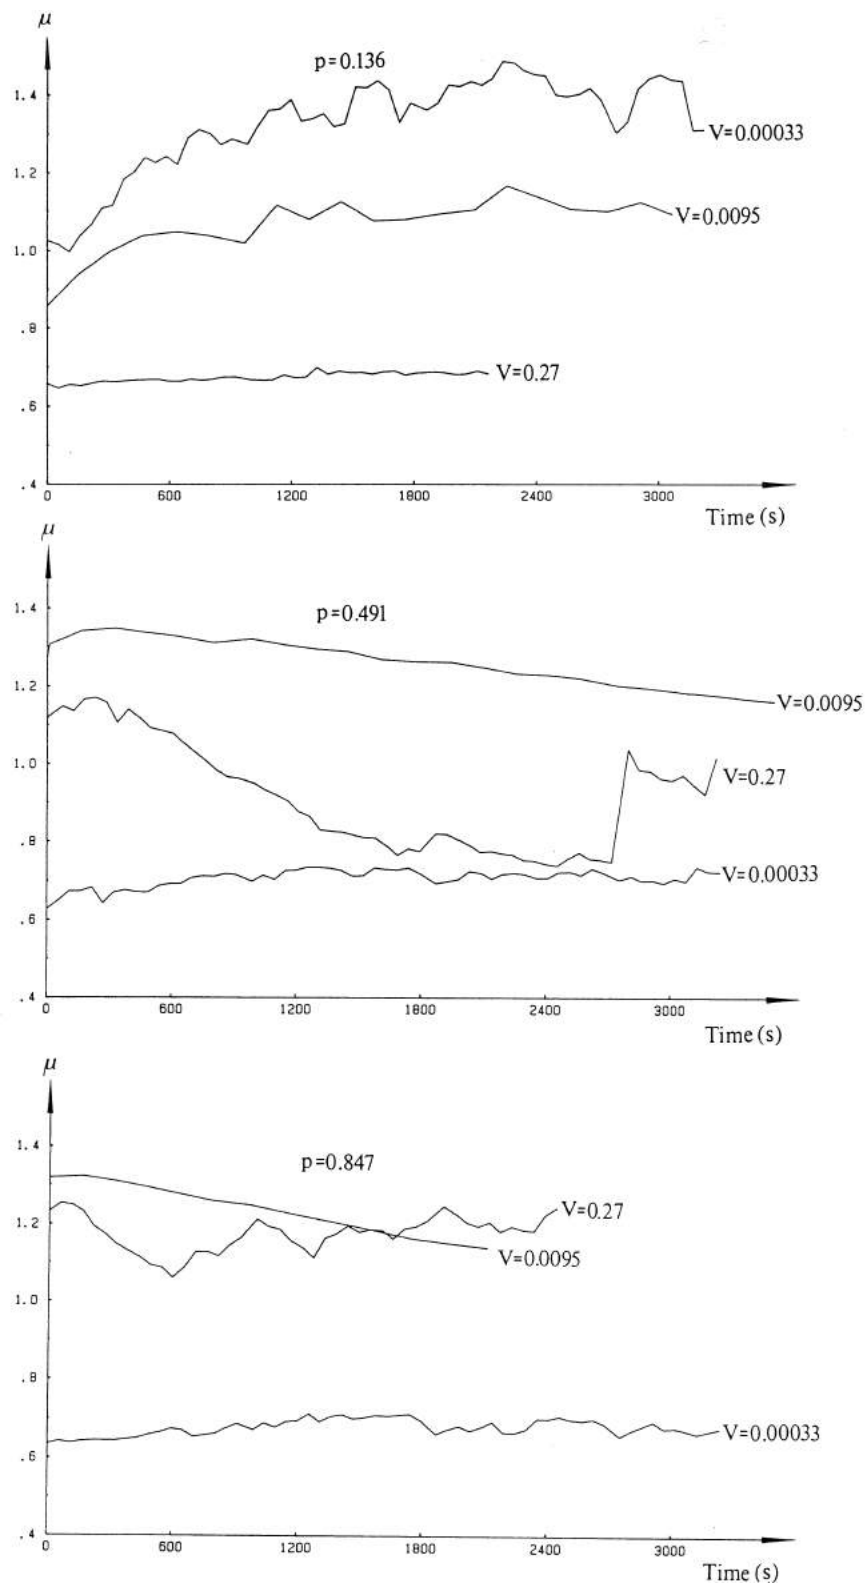 μ
p=0.136
1.4
V=0.00033
1.2
V=0.0095
1.0
.8
V=0.27
.6
.4
0 600 1200 1800 2400 3000
Time (s)
μ
1.4
p=0.491
1.2
V=0.0095
1.0
V=0.27
.8
V=0.00033
.6
.4
0 600 1200 1800 2400 3000
Time (s)
μ
1.4
p=0.847
1.2
V=0.27
V=0.0095
1.0
.8
V=0.00033
.6
.4
0 600 1200 1800 2400 3000
Time (s)